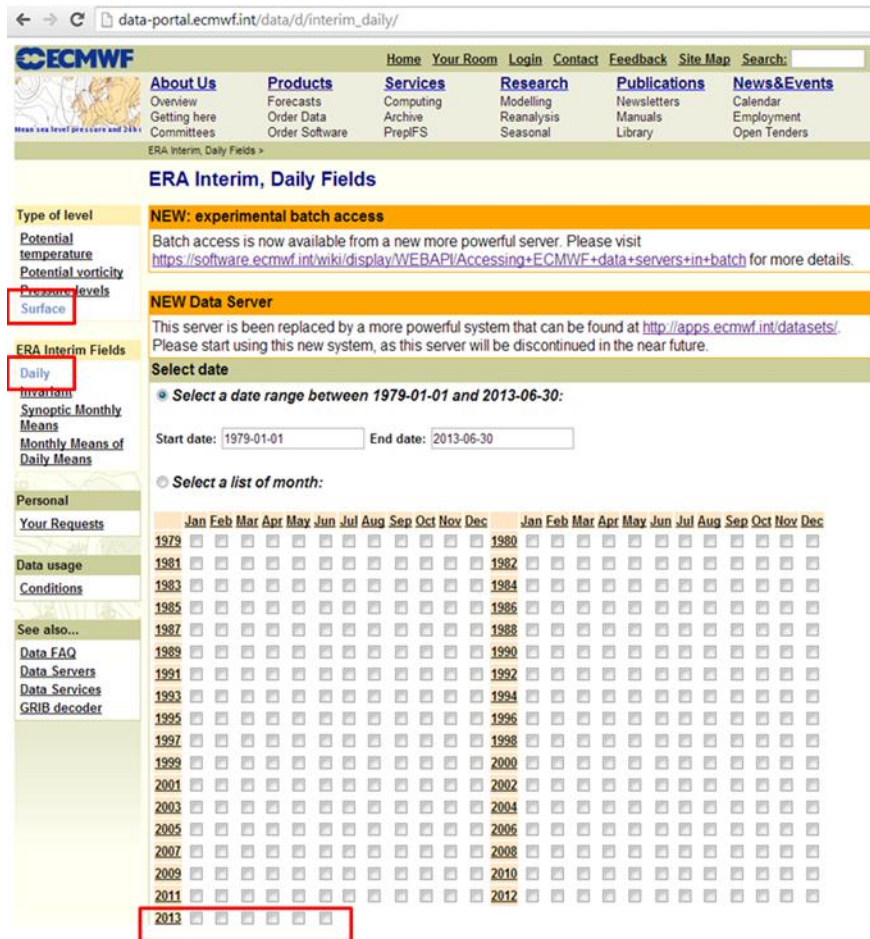 data-portal.ecmwf.int/data/d/interim_daily/
ECMWF
Home Your Room Login Contact Feedback Site Map Search:
About Us Products Services Research Publications News&Events
Overview Forecasts Computing Modelling Newsletters Calendar
Getting here Order Data Archive Reanalysis Manuals Employment
Committees Order Software PrepIFS Seasonal Library Open Tenders
Mean sea level pressure and
ERA Interim, Daily Fields >
ERA Interim, Daily Fields
Type of level
Potential
temperature
Potential vorticity
Pressure levels
Surface
ERA Interim Fields
Daily
Invariant
Synoptic Monthly
Means
Monthly Means of
Daily Means
Personal
Your Requests
Data usage
Conditions
See also...
Data FAQ
Data Servers
Data Services
GRIB decoder
NEW: experimental batch access
Batch access is now available from a new more powerful server. Please visit
https://software.ecmwf.int/wiki/display/WEBAPI/Accessing+ECMWF+data+servers+in+batch for more details.
NEW Data Server
This server is been replaced by a more powerful system that can be found at http://apps.ecmwf.int/datasets/.
Please start using this new system, as this server will be discontinued in the near future.
Select date
Select a date range between 1979-01-01 and 2013-06-30:
Start date: 1979-01-01 End date: 2013-06-30
Select a list of month:
Jan Feb Mar Apr May Jun Jul Aug Sep Oct Nov Dec Jan Feb Mar Apr May Jun Jul Aug Sep Oct Nov Dec
1979 1980
1981 1982
1983 1984
1985 1986
1987 1988
1989 1990
1991 1992
1993 1994
1995 1996
1997 1998
1999 2000
2001 2002
2003 2004
2005 2006
2007 2008
2009 2010
2011 2012
2013